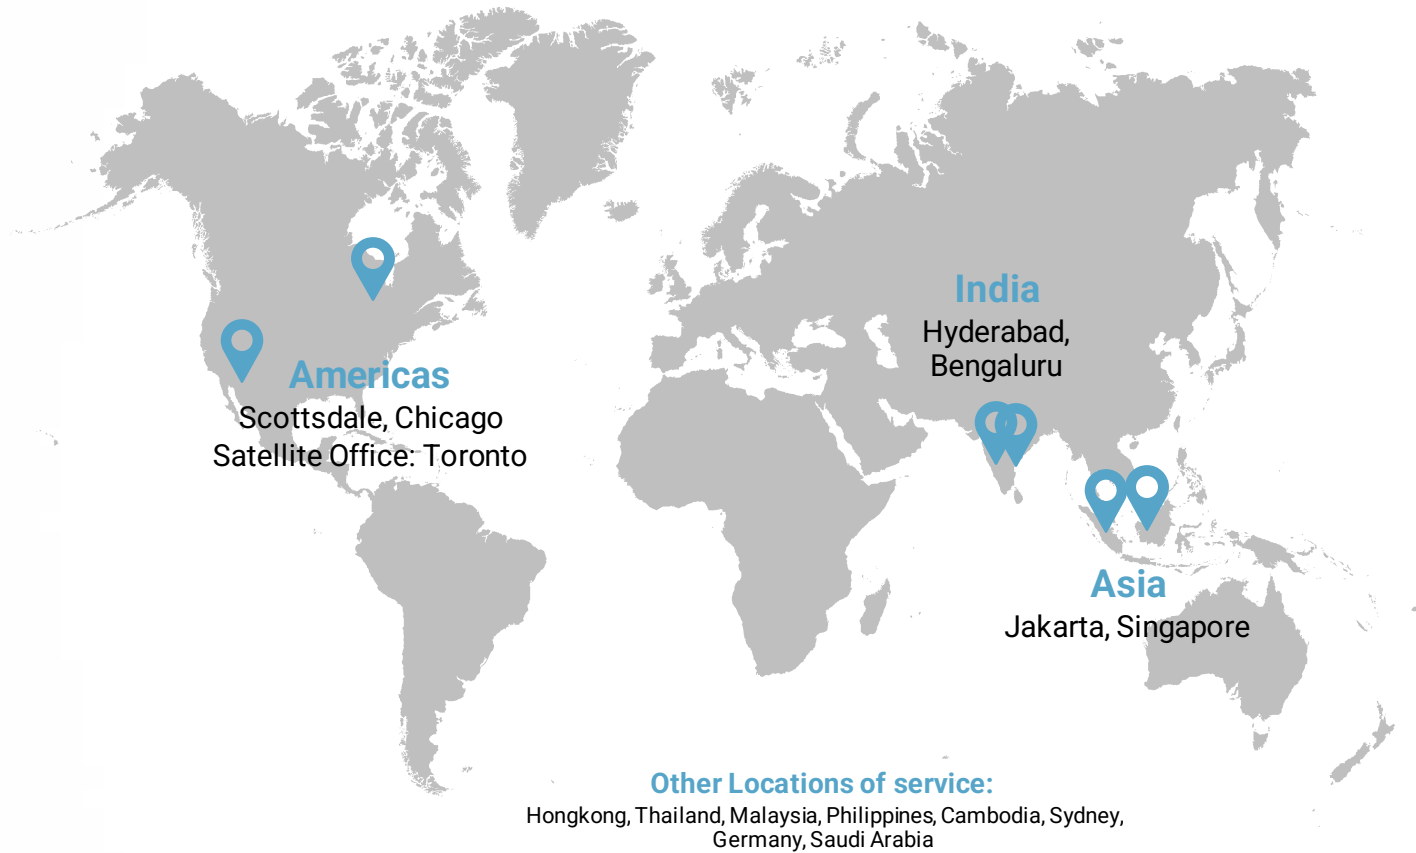 India
Hyderabad,
Bengaluru
Americas
Scottsdale, Chicago
Satellite Office: Toronto
Asia
Jakarta, Singapore
Other Locations of service:
Hongkong, Thailand, Malaysia, Philippines, Cambodia, Sydney,
Germany, Saudi Arabia